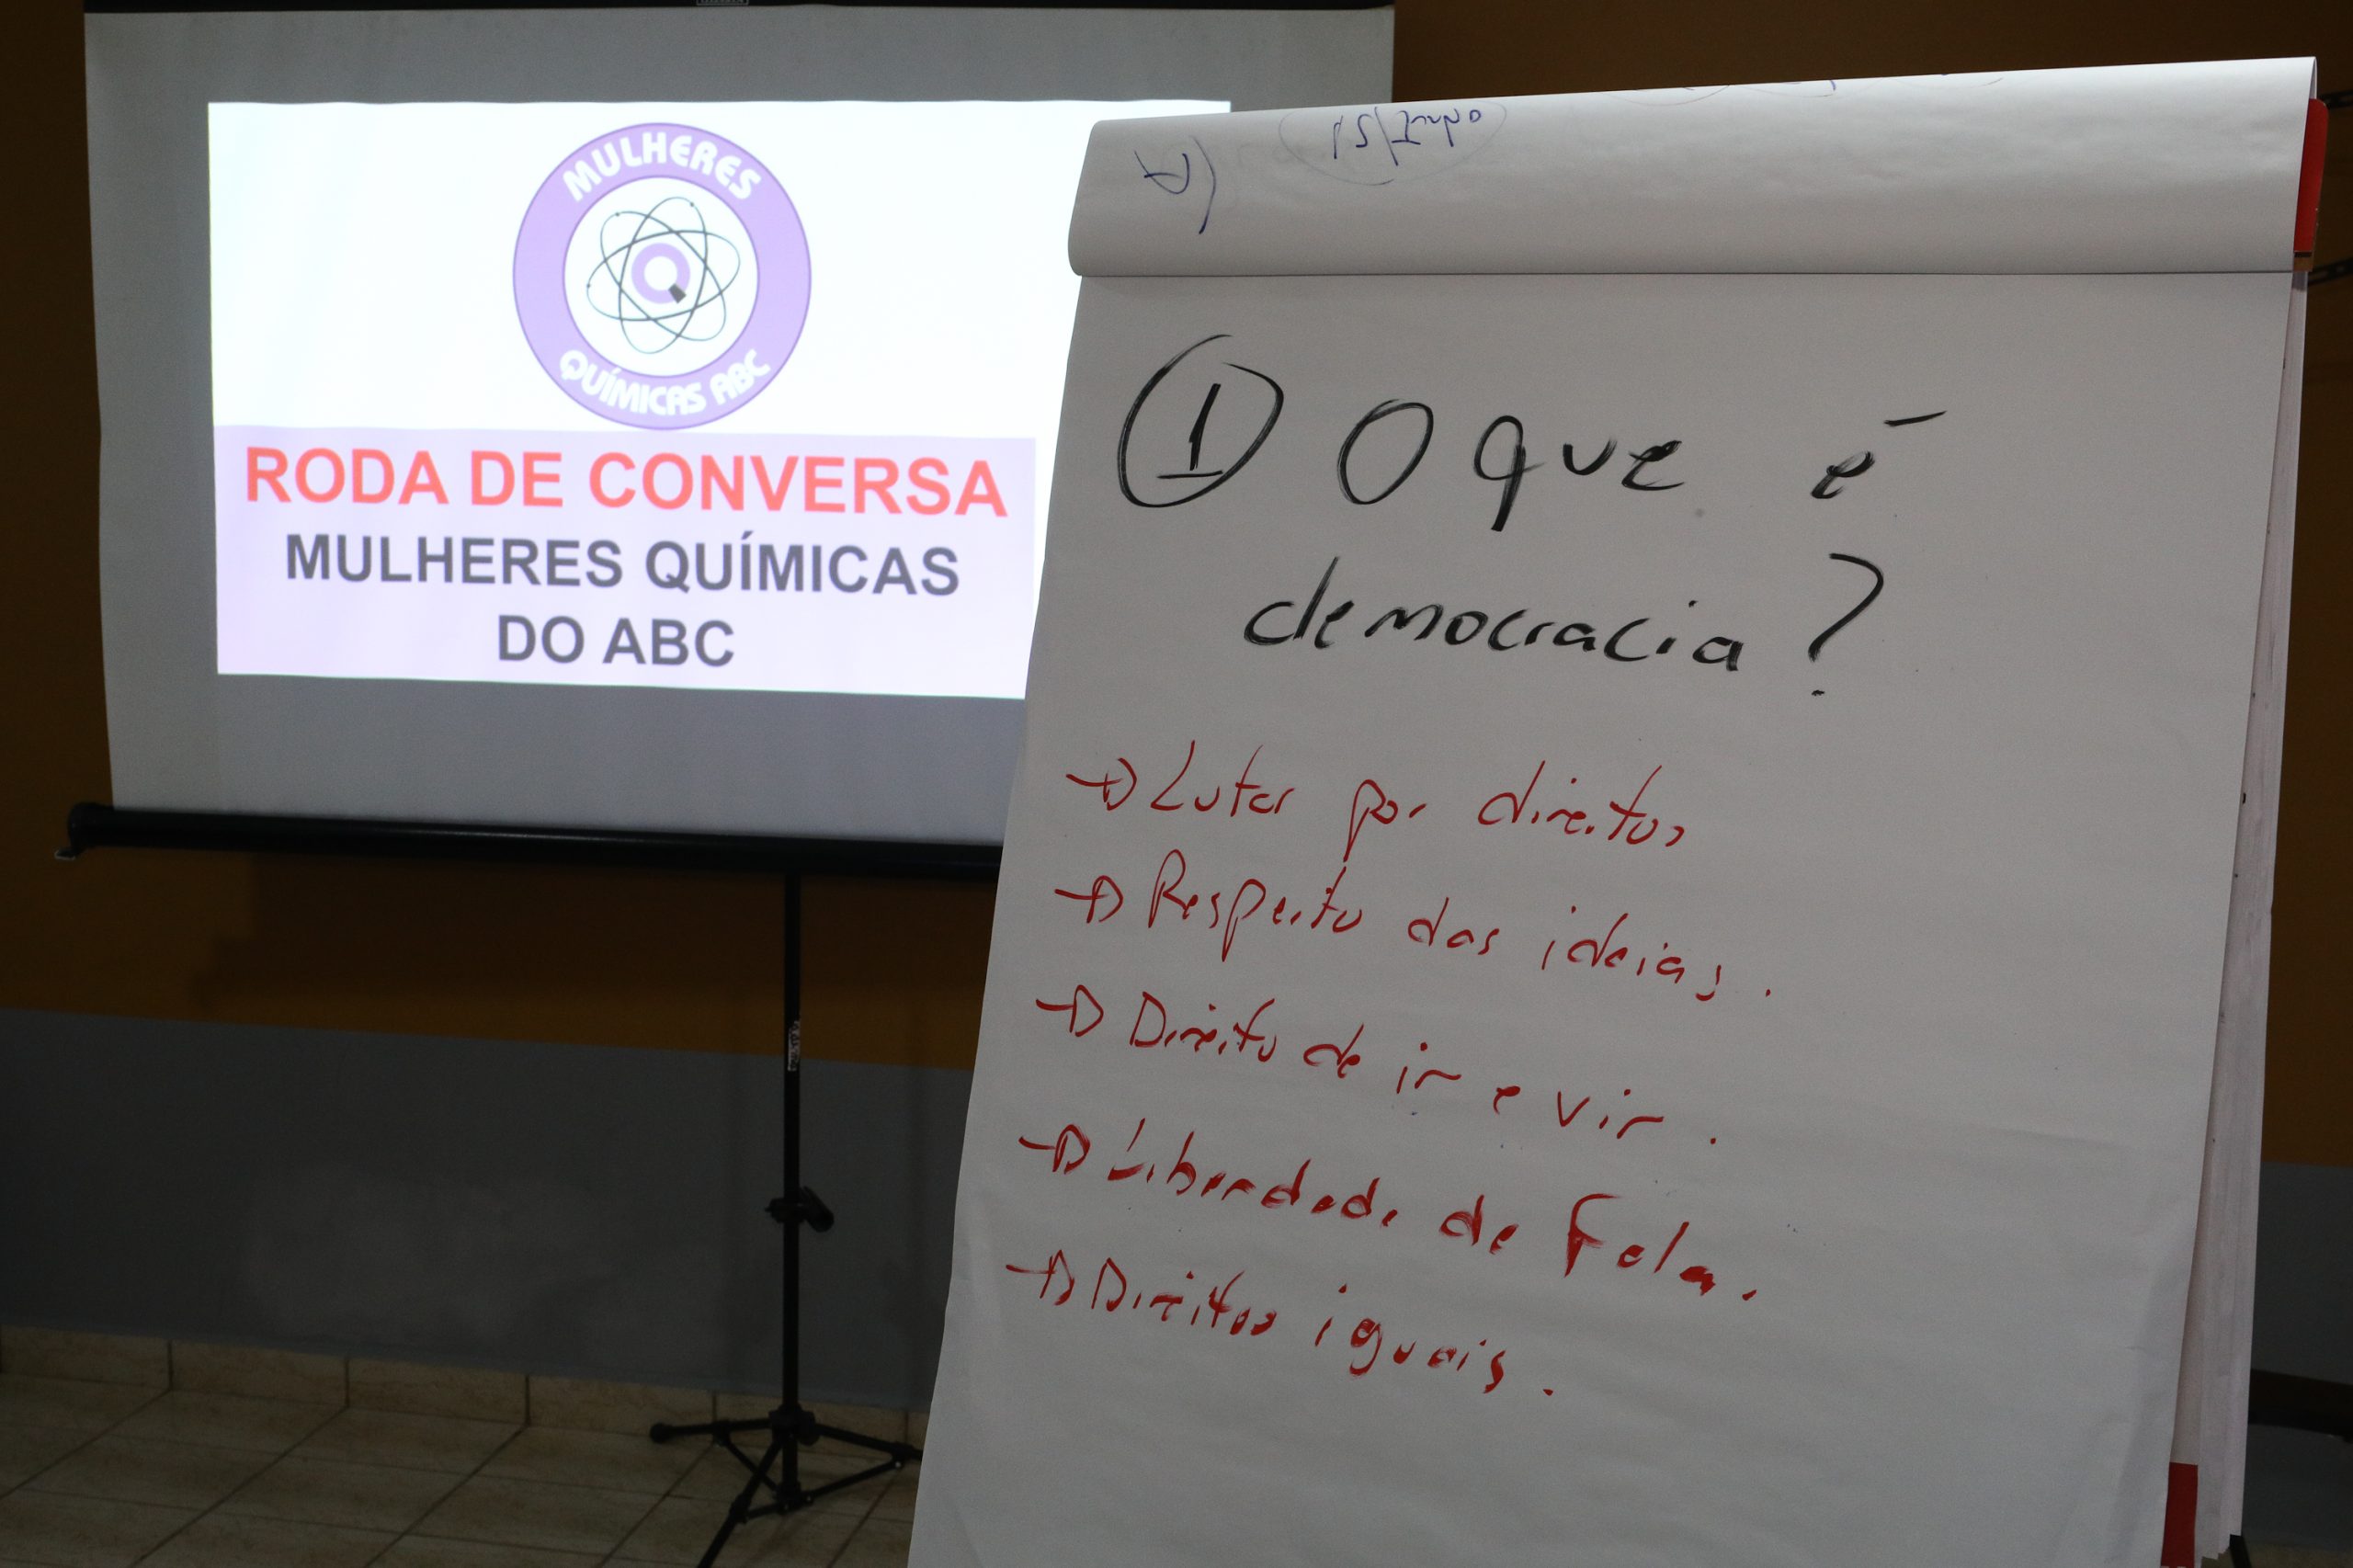 MULHERES
QUÍMICAS ABC
RODA DE CONVERSA
MULHERES QUÍMICAS
DO ABC
1 O que é
democracia?
→ Lutar por direitos
→ Respeito das ideias.
→ Direito de ir e vir.
→ Liberdade de Fala.
→ Direitos iguais.